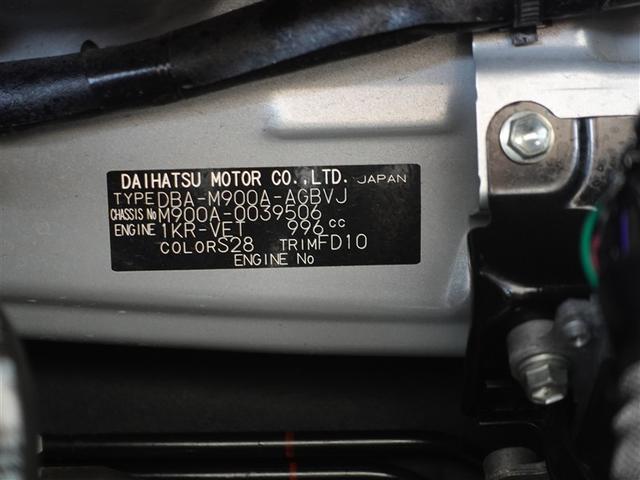 DAIHATSU MOTOR CO.,LTD. JAPAN
TYPE DBA-M900A-AGBVJ
CHASSIS No M900A-0039506
ENGINE 1KR-VET 996 cc
COLOR S28 TRIM FD10
ENGINE No